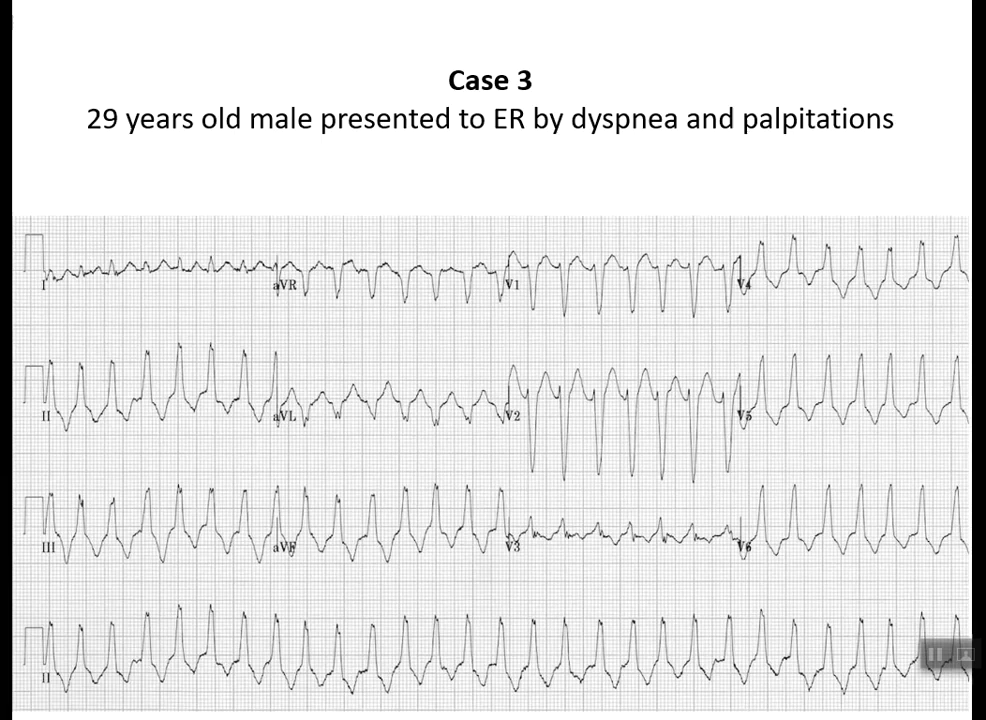 Case 3
29 years old male presented to ER by dyspnea and palpitations
I aVR V1 V4
II aVL V2 V5
III aVF V3 V6
II